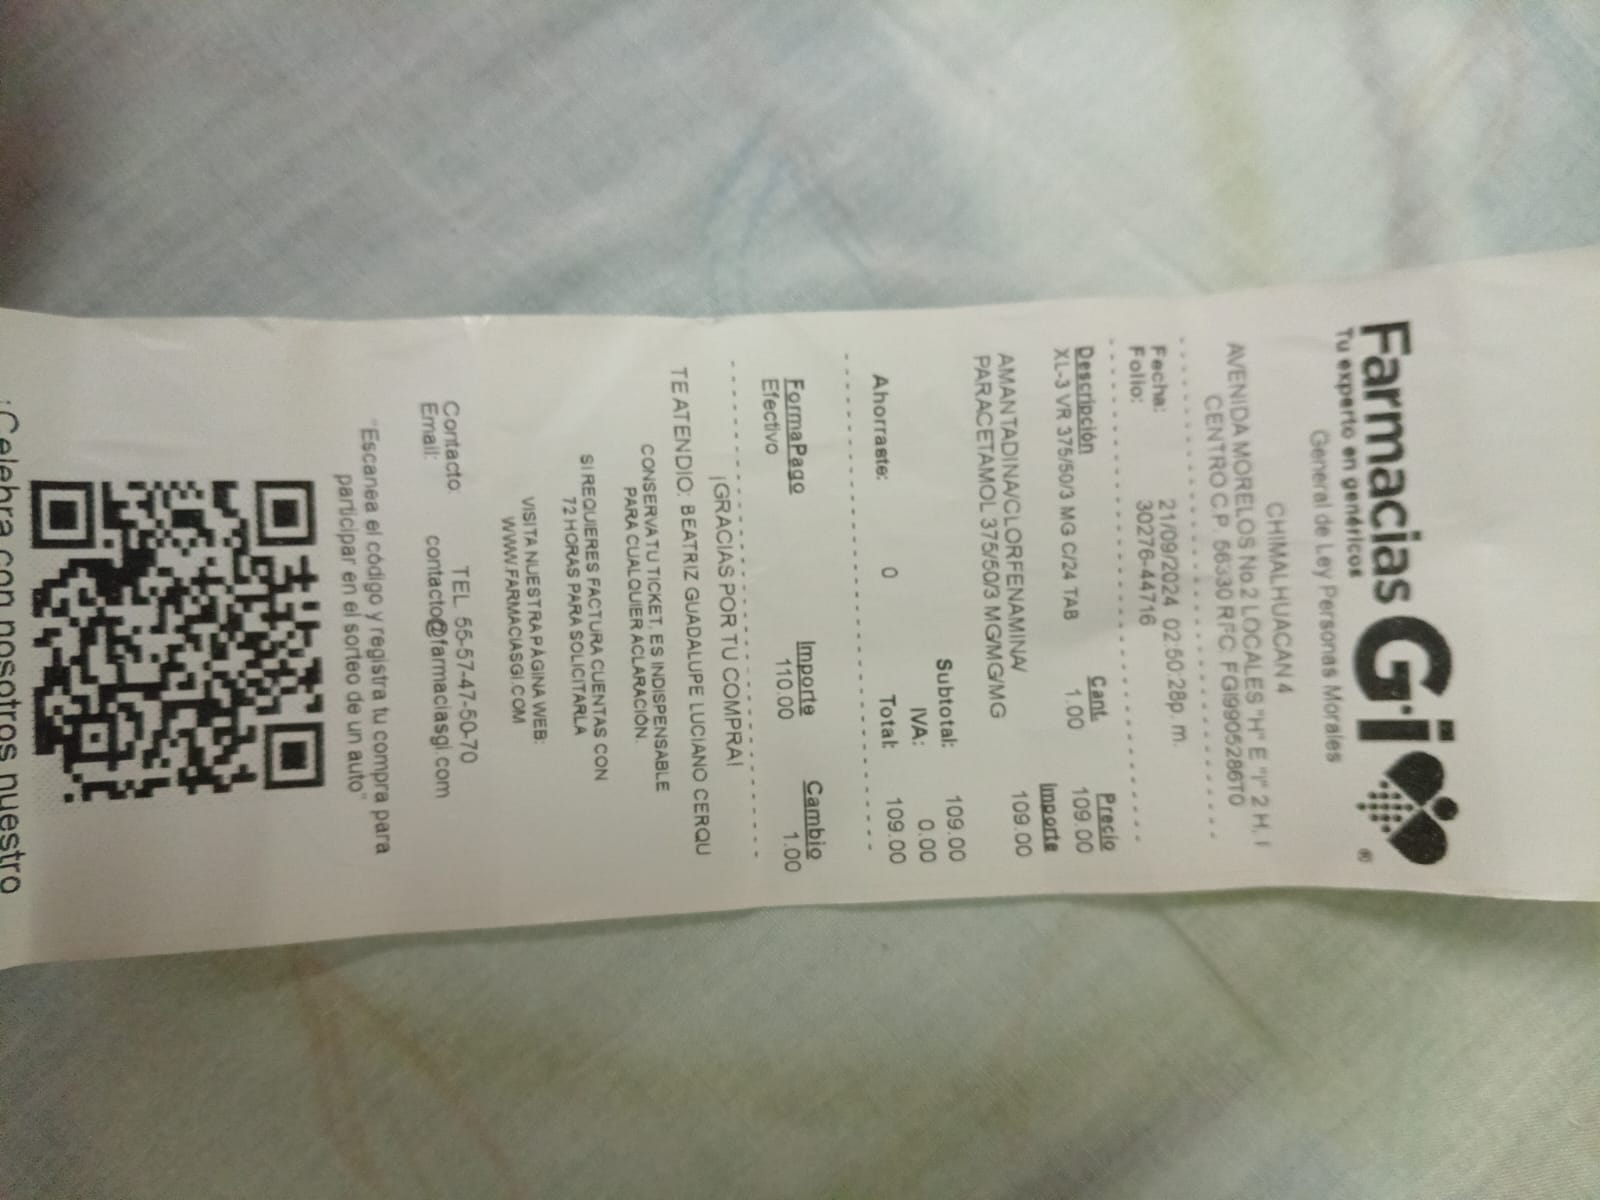 Farmacias Gi ®
Tu experto en genéricos
General de Ley Personas Morales
CHIMALHUACAN 4
AVENIDA MORELOS No.2 LOCALES "H" E "I" 2 H, I
CENTRO C.P. 56330 RFC: FGI9905286T0
Fecha: 21/09/2024 02:50:28p. m.
Folio: 30276-44716
Descripción Cant. Precio
XL-3 VR 375/50/3 MG C/24 TAB 1.00 109.00
Importe
AMANTADINA/CLORFENAMINA/ 109.00
PARACETAMOL 375/50/3 MG/MG/MG
Subtotal: 109.00
IVA: 0.00
Ahorraste: 0 Total: 109.00
FormaPago Importe Cambio
Efectivo 110.00 1.00
¡GRACIAS POR TU COMPRA!
TE ATENDIO: BEATRIZ GUADALUPE LUCIANO CERQU
CONSERVA TU TICKET, ES INDISPENSABLE
PARA CUALQUIER ACLARACIÓN.
SI REQUIERES FACTURA CUENTAS CON
72 HORAS PARA SOLICITARLA
VISITA NUESTRA PÁGINA WEB:
WWW.FARMACIASGI.COM
Contacto: TEL. 55-57-47-50-70
Email: contacto@farmaciasgi.com
"Escanea el código y registra tu compra para
participar en el sorteo de un auto"
¡Celebra con nosotros nuestro